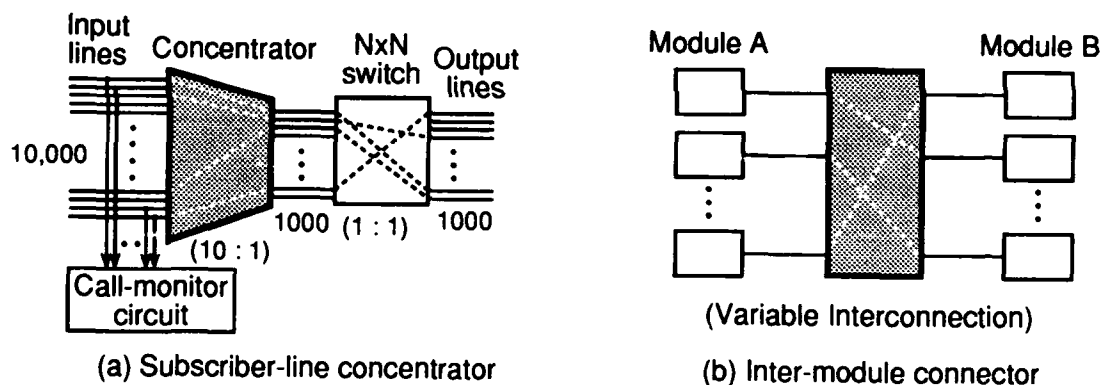 Input
lines
Concentrator
NxN
switch
Output
lines
10,000
1000
(10 : 1)
(1 : 1)
1000
Call-monitor
circuit
(a) Subscriber-line concentrator
Module A
Module B
(Variable Interconnection)
(b) Inter-module connector